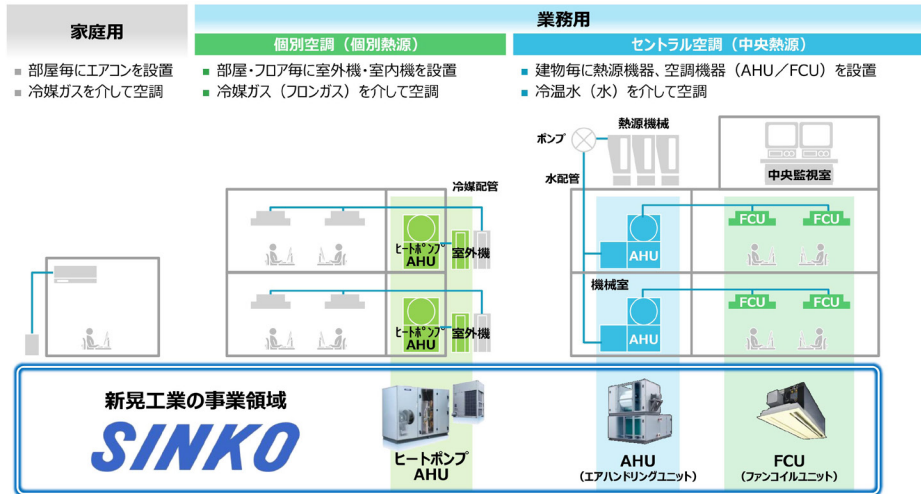 家庭用
業務用
個別空調（個別熱源）
セントラル空調（中央熱源）
■ 部屋毎にエアコンを設置
■ 冷媒ガスを介して空調
■ 部屋・フロア毎に室外機・室内機を設置
■ 冷媒ガス（フロンガス）を介して空調
■ 建物毎に熱源機器、空調機器（AHU／FCU）を設置
■ 冷温水（水）を介して空調
ポンプ
熱源機械
水配管
中央監視室
冷媒配管
ヒートポンプ
AHU
室外機
AHU
FCU
FCU
機械室
ヒートポンプ
AHU
室外機
AHU
FCU
FCU
新晃工業の事業領域
SINKO
ヒートポンプ
AHU
AHU
（エアハンドリングユニット）
FCU
（ファンコイルユニット）